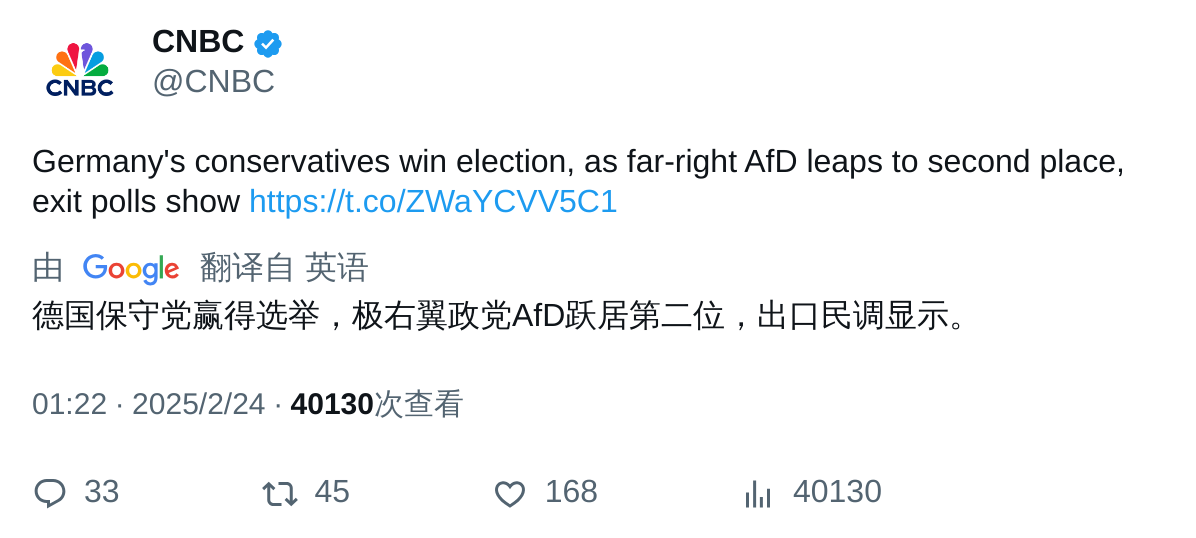 CNBC
@CNBC
CNBC
Germany's conservatives win election, as far-right AfD leaps to second place,
exit polls show https://t.co/ZWaYCVV5C1
由 Google 翻译自 英语
德国保守党赢得选举，极右翼政党AfD跃居第二位，出口民调显示。
01:22 · 2025/2/24 · 40130次查看
33 45 168 40130